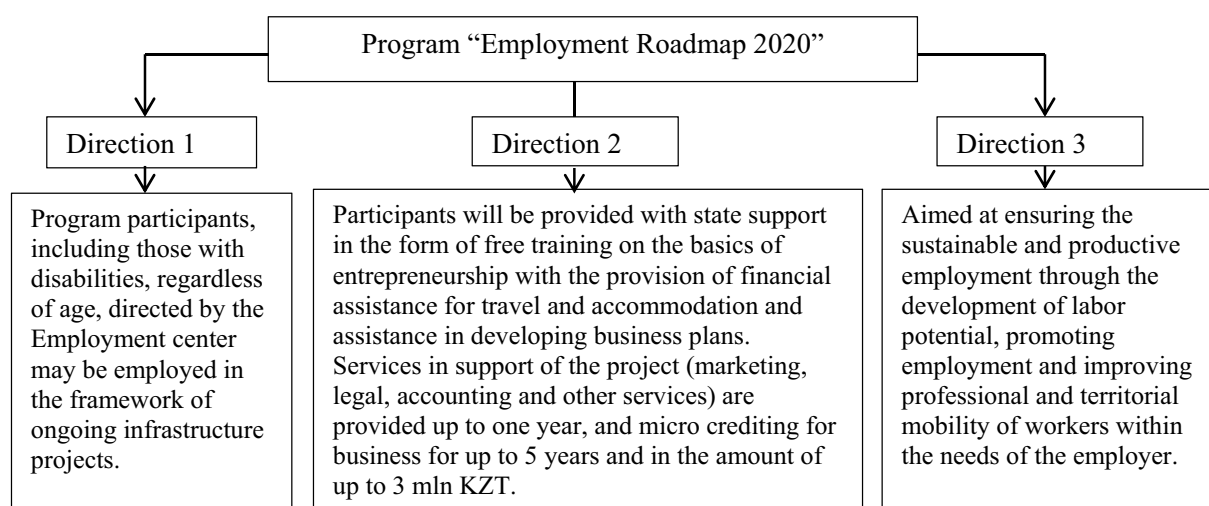 Program “Employment Roadmap 2020”
Direction 1
Direction 2
Direction 3
Program participants,
including those with
disabilities, regardless
of age, directed by the
Employment center
may be employed in
the framework of
ongoing infrastructure
projects.
Participants will be provided with state support
in the form of free training on the basics of
entrepreneurship with the provision of financial
assistance for travel and accommodation and
assistance in developing business plans.
Services in support of the project (marketing,
legal, accounting and other services) are
provided up to one year, and micro crediting for
business for up to 5 years and in the amount of
up to 3 mln KZT.
Aimed at ensuring the
sustainable and productive
employment through the
development of labor
potential, promoting
employment and improving
professional and territorial
mobility of workers within
the needs of the employer.